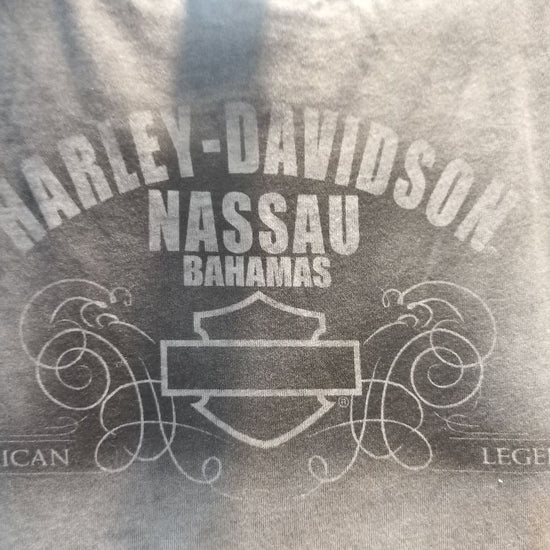 HARLEY-DAVIDSON
NASSAU
BAHAMAS
®
ICAN LEGE